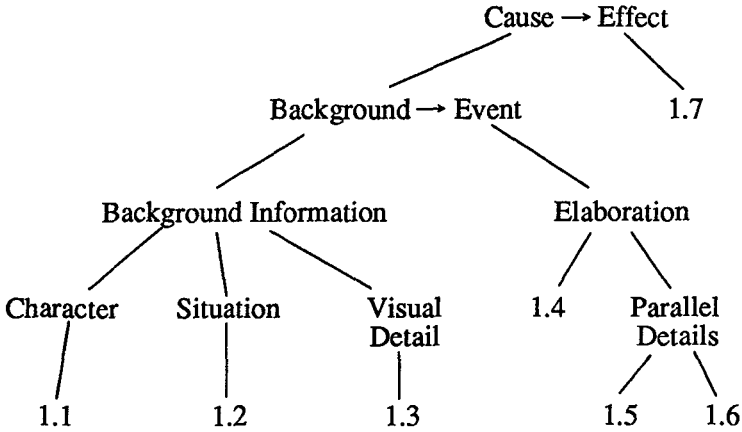 Cause → Effect
Background → Event
1.7
Background Information
Elaboration
Character
Situation
Visual
Detail
1.4
Parallel
Details
1.1
1.2
1.3
1.5
1.6